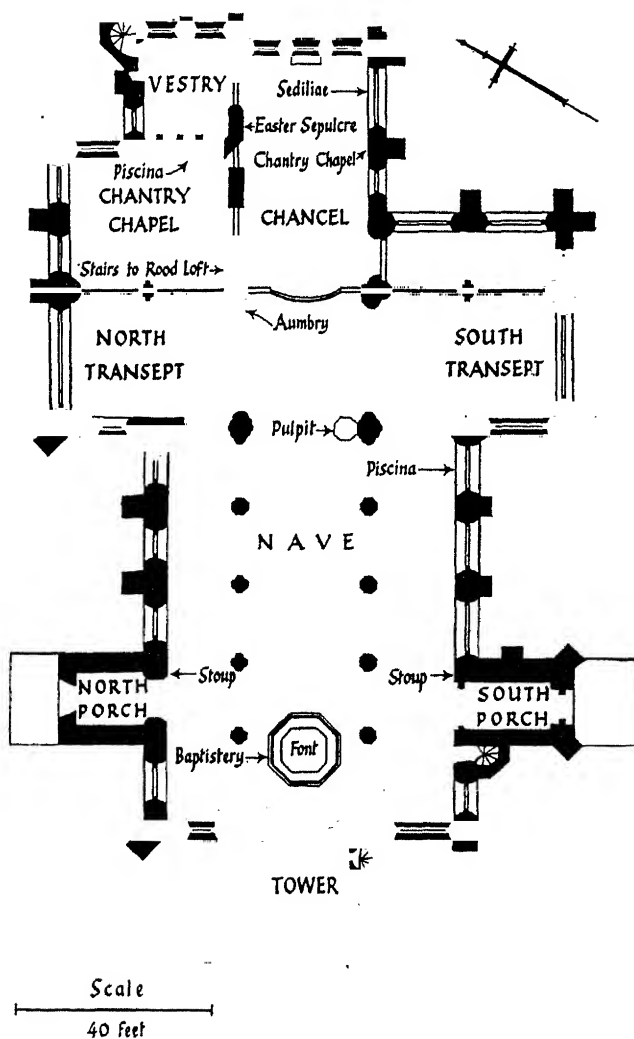 VESTRY
Sediliae
Easter Sepulcre
Chantry Chapel
Piscina
CHANTRY
CHAPEL
CHANCEL
Stairs to Rood Loft
Aumbry
NORTH
TRANSEPT
SOUTH
TRANSEPT
Pulpit
Piscina
NAVE
Stoup
Stoup
NORTH
PORCH
SOUTH
PORCH
Baptistery
Font
TOWER
Scale
40 feet